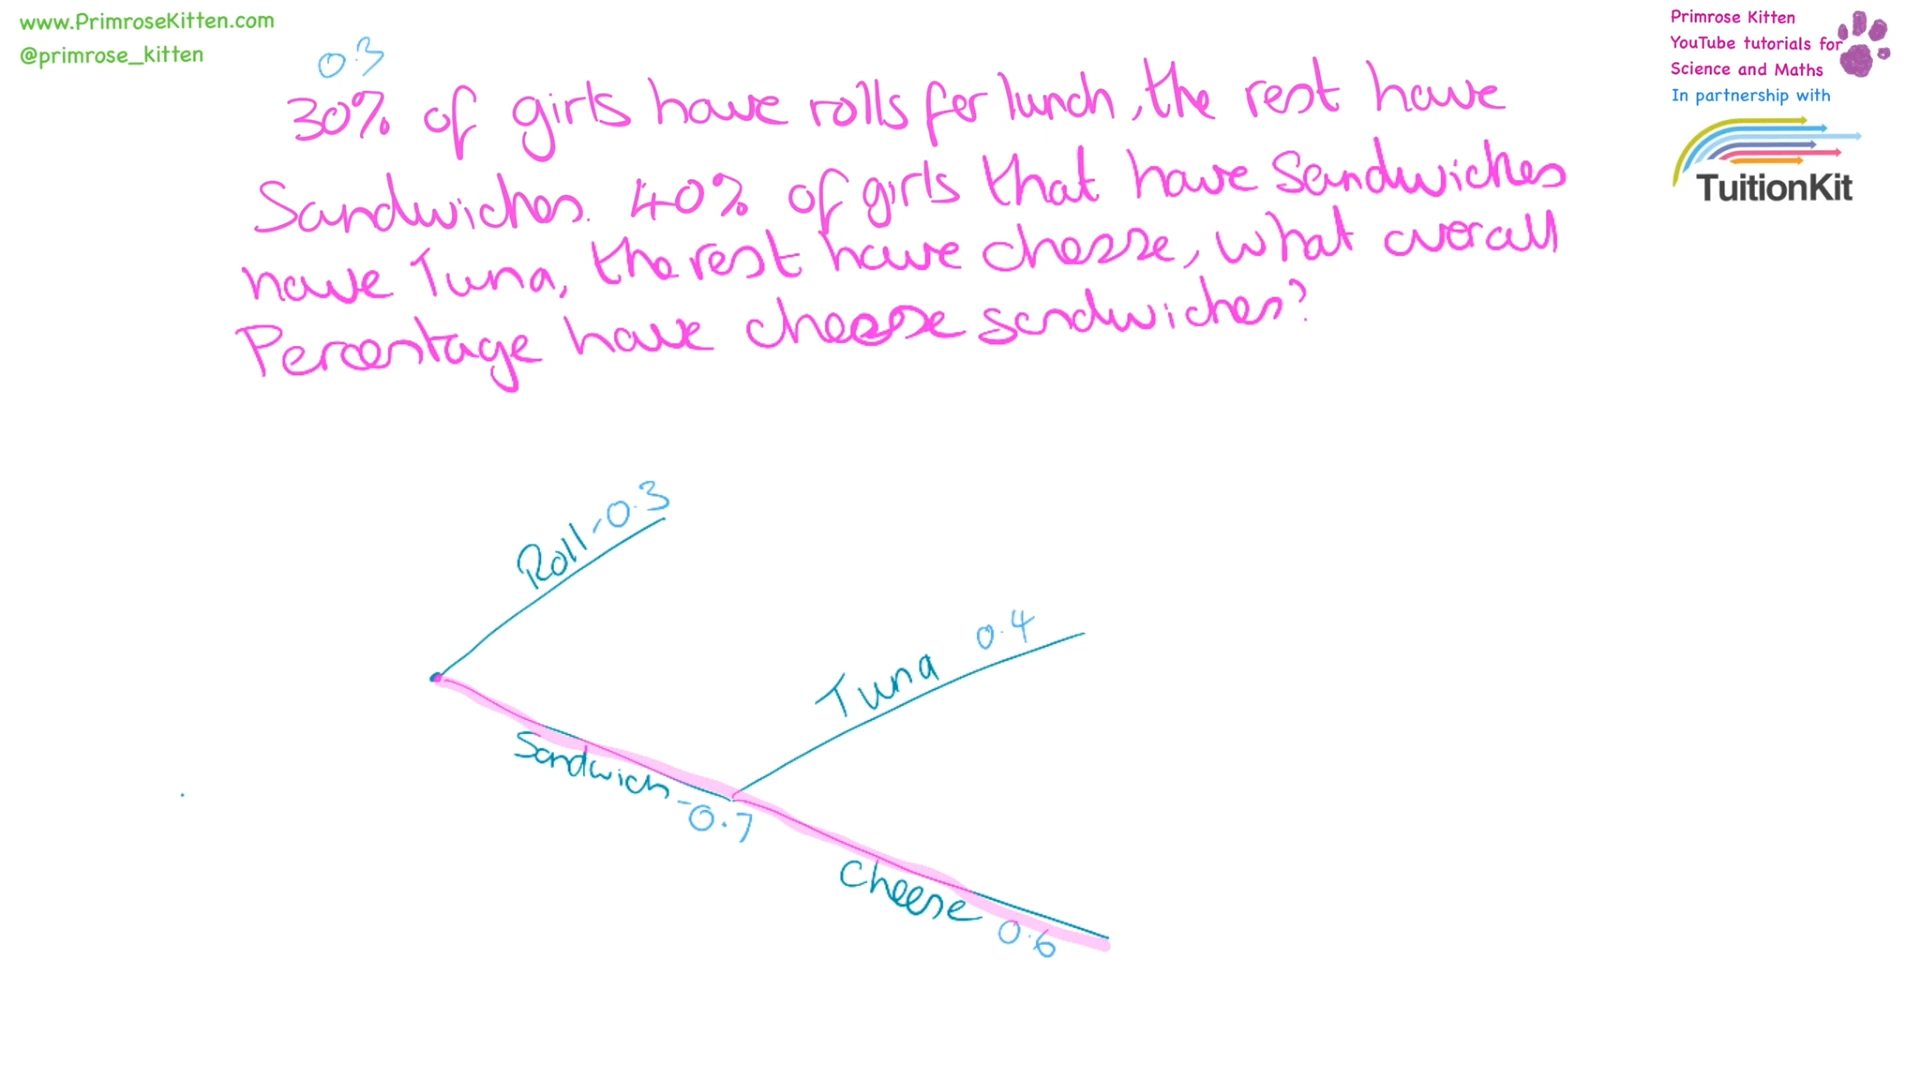 www.PrimroseKitten.com
@primrose_kitten
Primrose Kitten
YouTube tutorials for
Science and Maths
In partnership with
TuitionKit
0.3
30% of girls have rolls for lunch, the rest have
Sandwiches. 40% of girls that have Sandwiches
have Tuna, the rest have cheese, what overall
Percentage have cheese sandwiches?
Roll - 0.3
Tuna 0.4
Sandwich - 0.7
Cheese 0.6